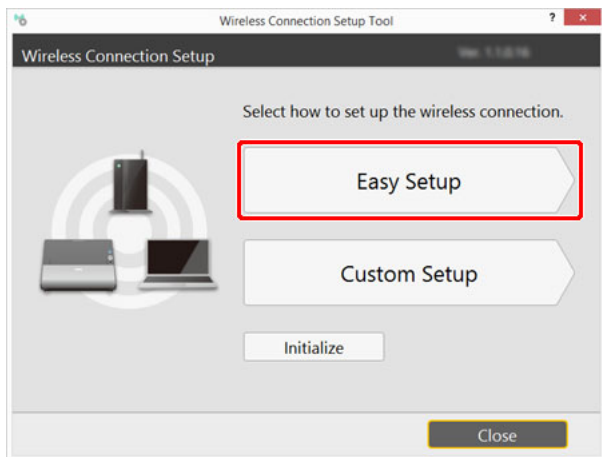 Wireless Connection Setup Tool
?
×
Wireless Connection Setup
Select how to set up the wireless connection.
Easy Setup
Custom Setup
Initialize
Close